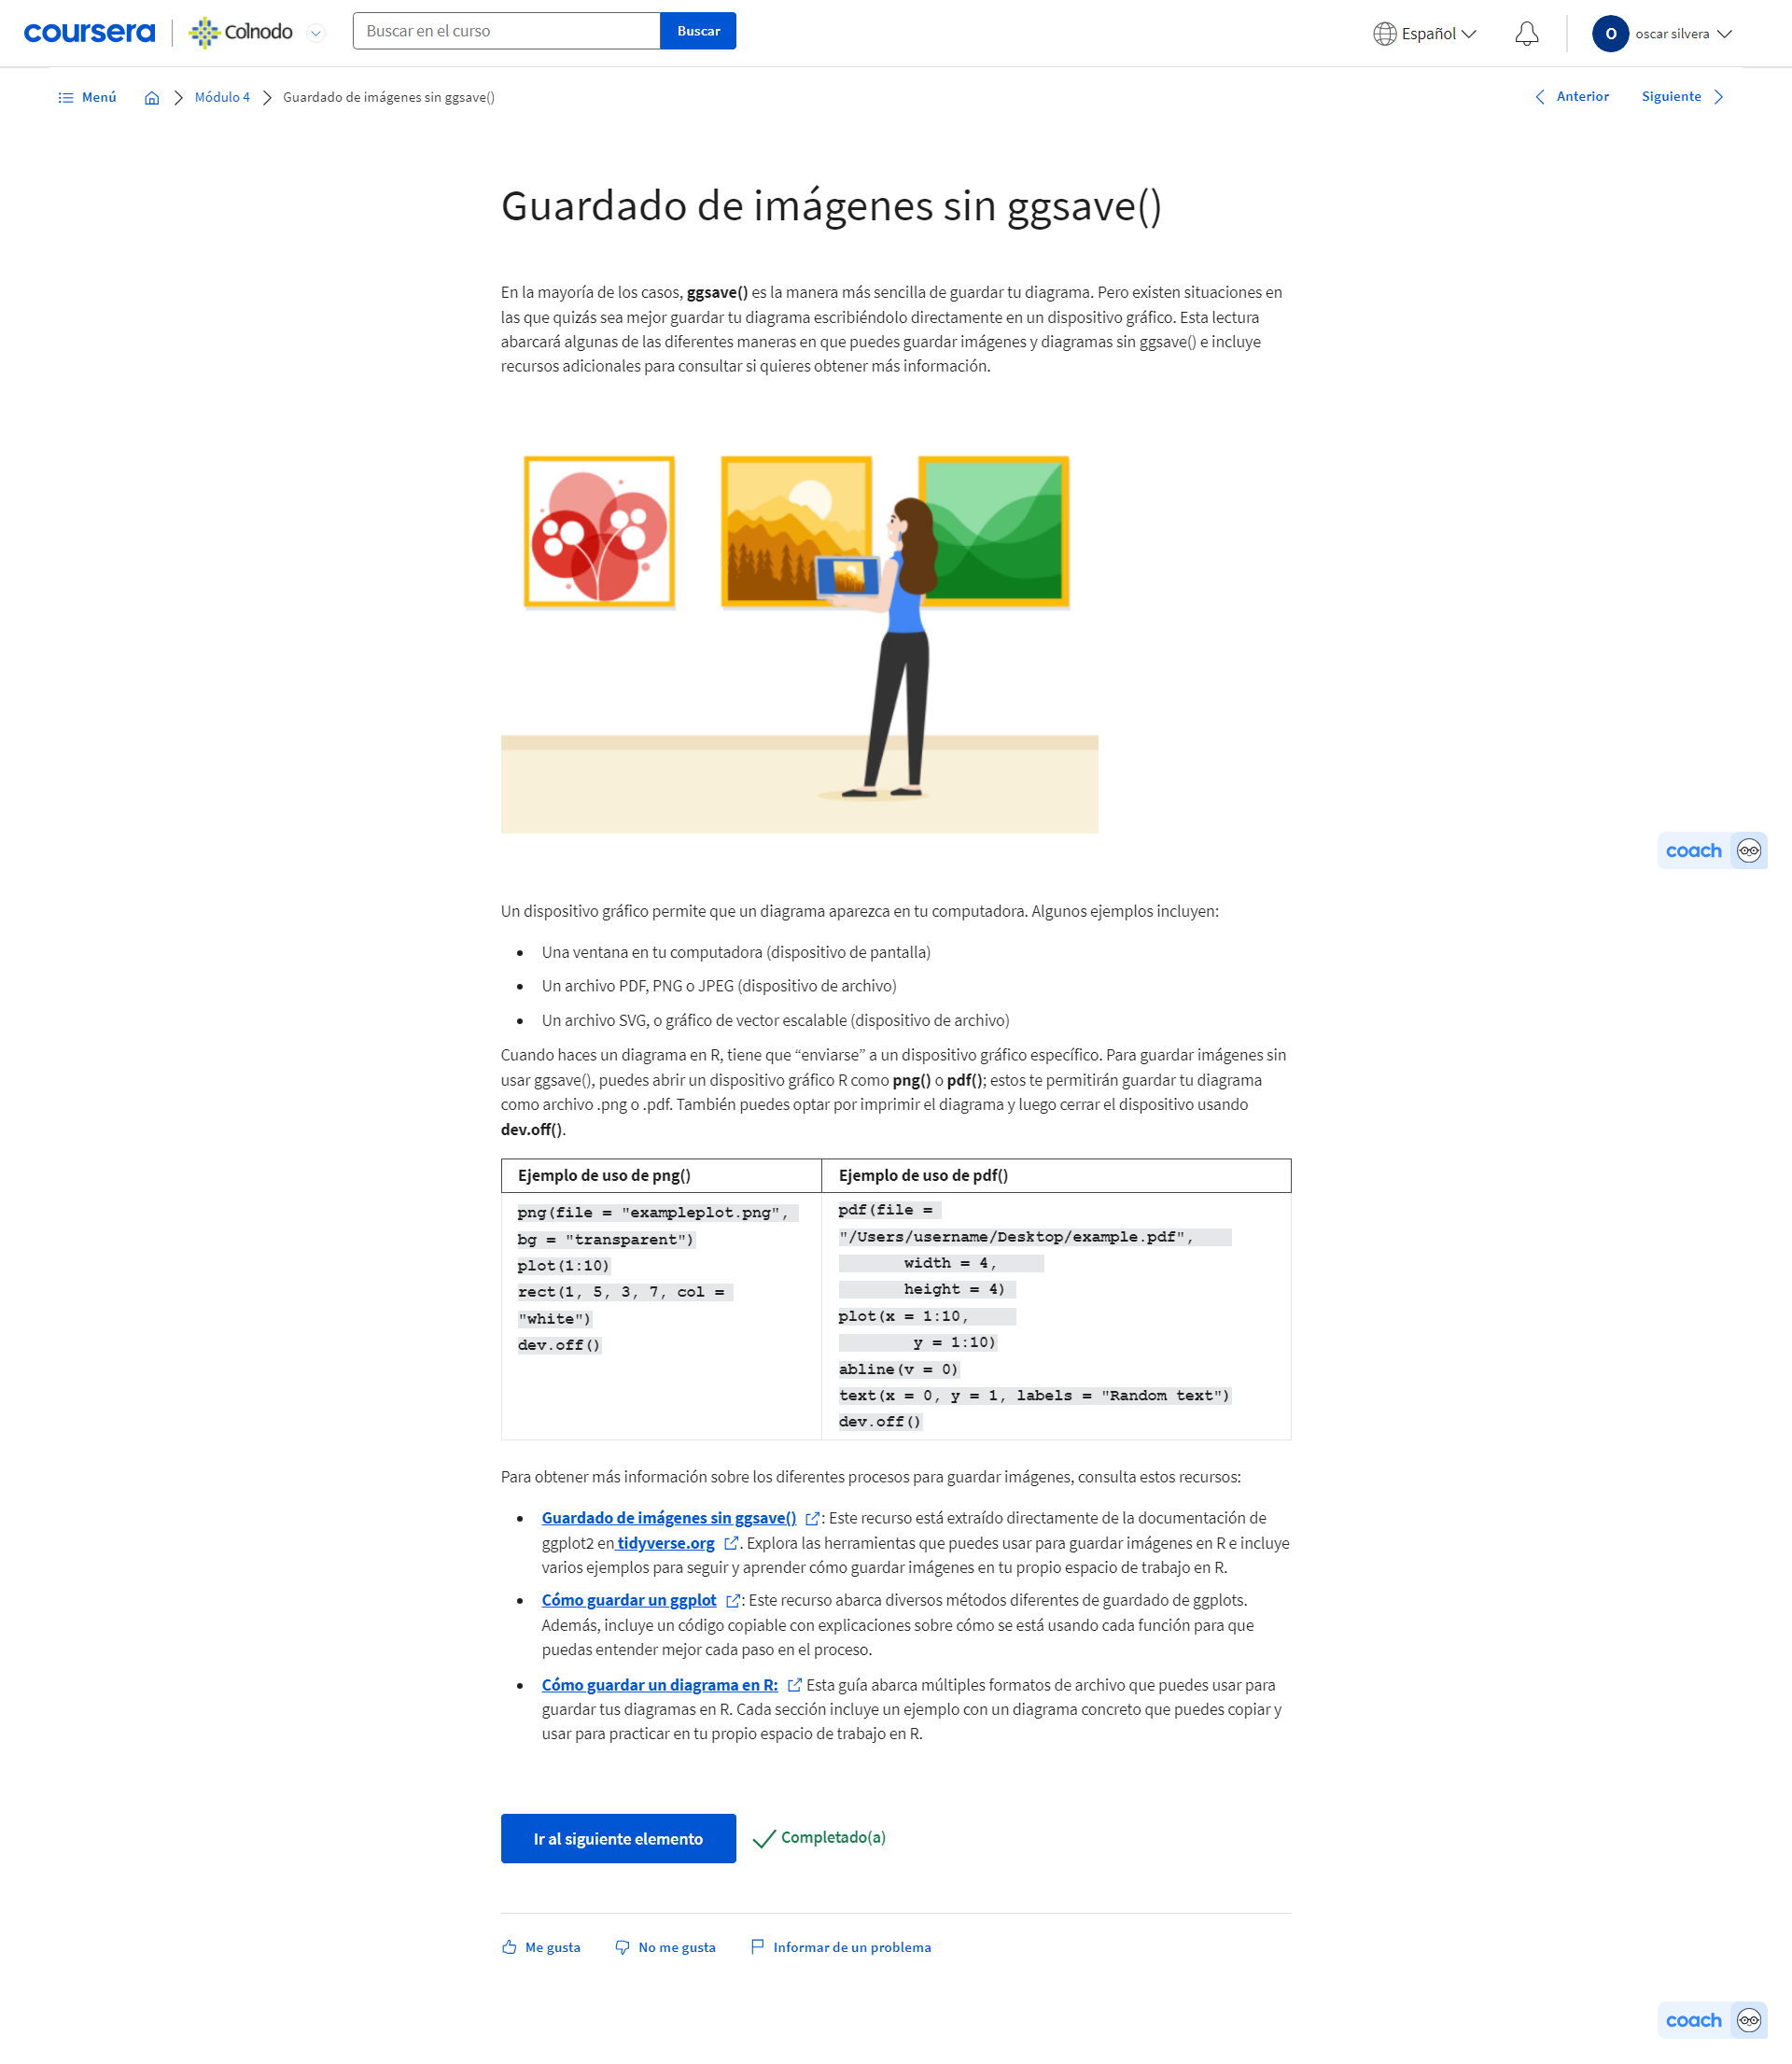 coursera Colnodo Buscar en el curso Buscar Español O oscar silvera
Menú Módulo 4 Guardado de imágenes sin ggsave() Anterior Siguiente
Guardado de imágenes sin ggsave()
En la mayoría de los casos, ggsave() es la manera más sencilla de guardar tu diagrama. Pero existen situaciones en
las que quizás sea mejor guardar tu diagrama escribiéndolo directamente en un dispositivo gráfico. Esta lectura
abarcará algunas de las diferentes maneras en que puedes guardar imágenes y diagramas sin ggsave() e incluye
recursos adicionales para consultar si quieres obtener más información.
coach
Un dispositivo gráfico permite que un diagrama aparezca en tu computadora. Algunos ejemplos incluyen:
Una ventana en tu computadora (dispositivo de pantalla)
Un archivo PDF, PNG o JPEG (dispositivo de archivo)
Un archivo SVG, o gráfico de vector escalable (dispositivo de archivo)
Cuando haces un diagrama en R, tiene que “enviarse” a un dispositivo gráfico específico. Para guardar imágenes sin
usar ggsave(), puedes abrir un dispositivo gráfico R como png() o pdf(); estos te permitirán guardar tu diagrama
como archivo .png o .pdf. También puedes optar por imprimir el diagrama y luego cerrar el dispositivo usando
dev.off().
Ejemplo de uso de png()
png(file = "exampleplot.png",
bg = "transparent")
plot(1:10)
rect(1, 5, 3, 7, col =
"white")
dev.off()
Ejemplo de uso de pdf()
pdf(file =
"/Users/username/Desktop/example.pdf",
width = 4,
height = 4)
plot(x = 1:10,
y = 1:10)
abline(v = 0)
text(x = 0, y = 1, labels = "Random text")
dev.off()
Para obtener más información sobre los diferentes procesos para guardar imágenes, consulta estos recursos:
Guardado de imágenes sin ggsave() : Este recurso está extraído directamente de la documentación de
ggplot2 en tidyverse.org . Explora las herramientas que puedes usar para guardar imágenes en R e incluye
varios ejemplos para seguir y aprender cómo guardar imágenes en tu propio espacio de trabajo en R.
Cómo guardar un ggplot : Este recurso abarca diversos métodos diferentes de guardado de ggplots.
Además, incluye un código copiable con explicaciones sobre cómo se está usando cada función para que
puedas entender mejor cada paso en el proceso.
Cómo guardar un diagrama en R: Esta guía abarca múltiples formatos de archivo que puedes usar para
guardar tus diagramas en R. Cada sección incluye un ejemplo con un diagrama concreto que puedes copiar y
usar para practicar en tu propio espacio de trabajo en R.
Ir al siguiente elemento Completado(a)
Me gusta No me gusta Informar de un problema
coach